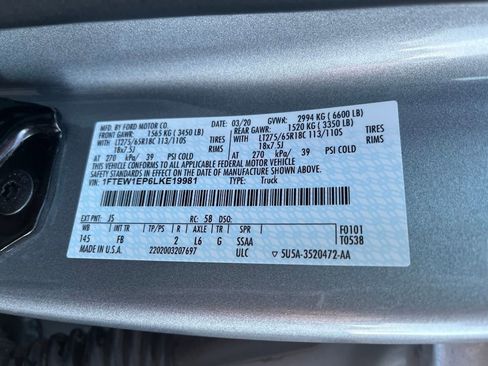 MFD. BY FORD MOTOR CO.
DATE: 03/20 GVWR: 2994 KG ( 6600 LB)
FRONT GAWR: 1565 KG ( 3450 LB) REAR GAWR: 1520 KG ( 3350 LB)
WITH TIRES LT275/65R18C 113/110S WITH TIRES LT275/65R18C 113/110S
RIMS 18x7.5J RIMS 18x7.5J
AT 270 kPa/ 39 PSI COLD AT 270 kPa/ 39 PSI COLD
THIS VEHICLE CONFORMS TO ALL APPLICABLE FEDERAL MOTOR VEHICLE
SAFETY STANDARDS IN EFFECT ON THE DATE OF MANUFACTURE SHOWN ABOVE.
VIN: 1FTEW1EP6LKE19981 TYPE: Truck
EXT PNT: JS RC: 58 DSO: F0101
WB INT TR TP/PS R AXLE TR SPR T0538
145 FB 2 L6 G SSAA
MADE IN U.S.A. 2202003207697 ULC 5U5A-3520472-AA